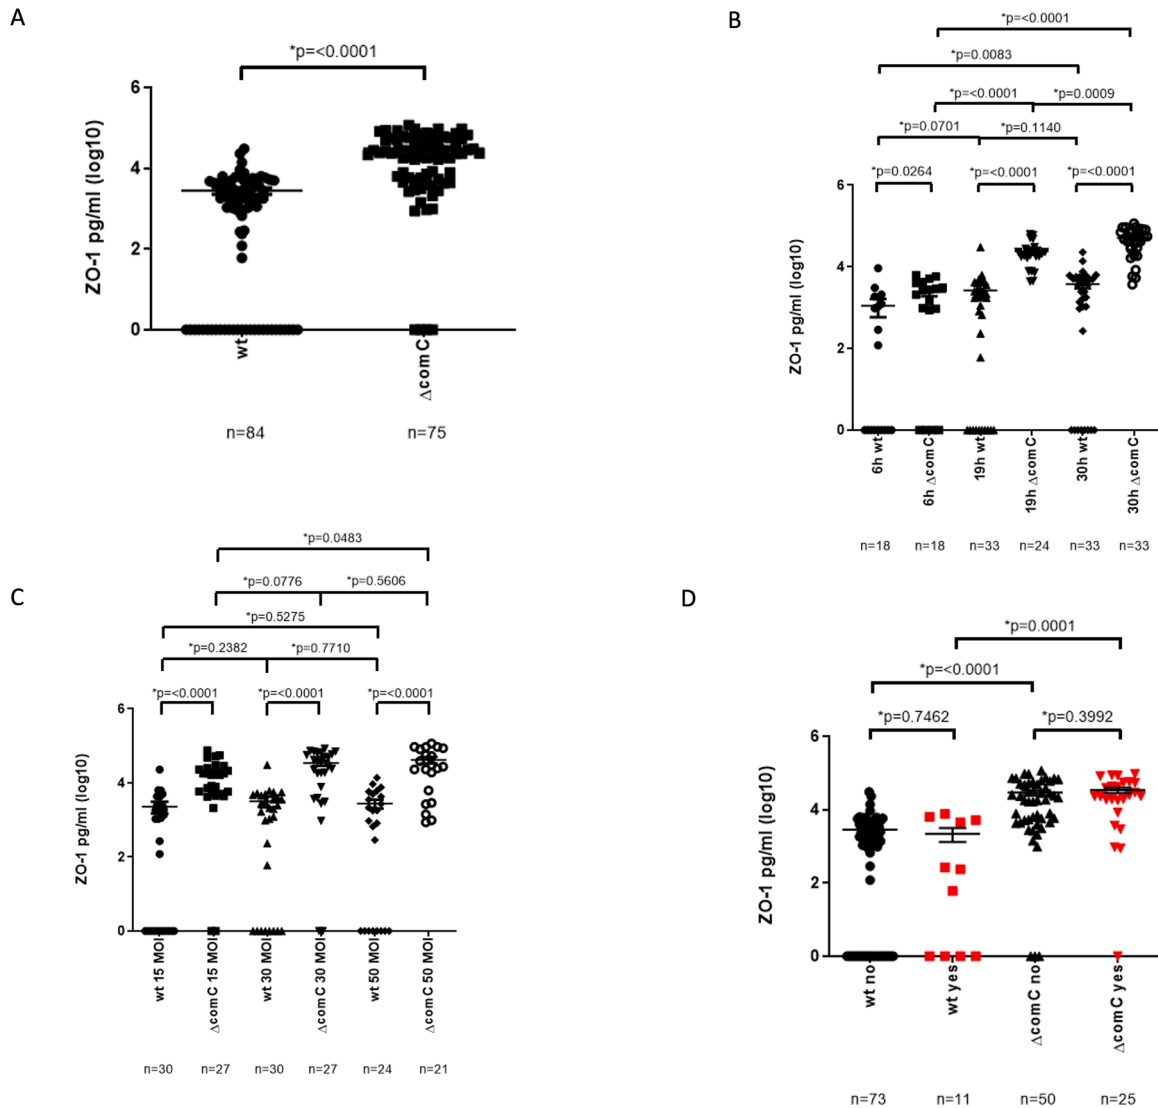 A
*p=<0.0001
6
4
2
0
ZO-1 pg/ml (log10)
wt
ΔcomC
n=84
n=75
B
*p=<0.0001
*p=0.0083
*p=<0.0001
*p=0.0009
*p=0.0701
*p=0.1140
*p=0.0264
*p=<0.0001
*p=<0.0001
6
4
2
0
ZO-1 pg/ml (log10)
6h wt
6h ΔcomC
19h wt
19h ΔcomC
30h wt
30h ΔcomC
n=18
n=18
n=33
n=24
n=33
n=33
C
*p=0.0483
*p=0.0776
*p=0.5606
*p=0.5275
*p=0.2382
*p=0.7710
*p=<0.0001
*p=<0.0001
*p=<0.0001
6
4
2
0
ZO-1 pg/ml (log10)
wt 15 MOI
ΔcomC 15 MOI
wt 30 MOI
ΔcomC 30 MOI
wt 50 MOI
ΔcomC 50 MOI
n=30
n=27
n=30
n=27
n=24
n=21
D
*p=0.0001
*p=<0.0001
*p=0.7462
*p=0.3992
6
4
2
0
ZO-1 pg/ml (log10)
wt no
wt yes
ΔcomC no
ΔcomC yes
n=73
n=11
n=50
n=25